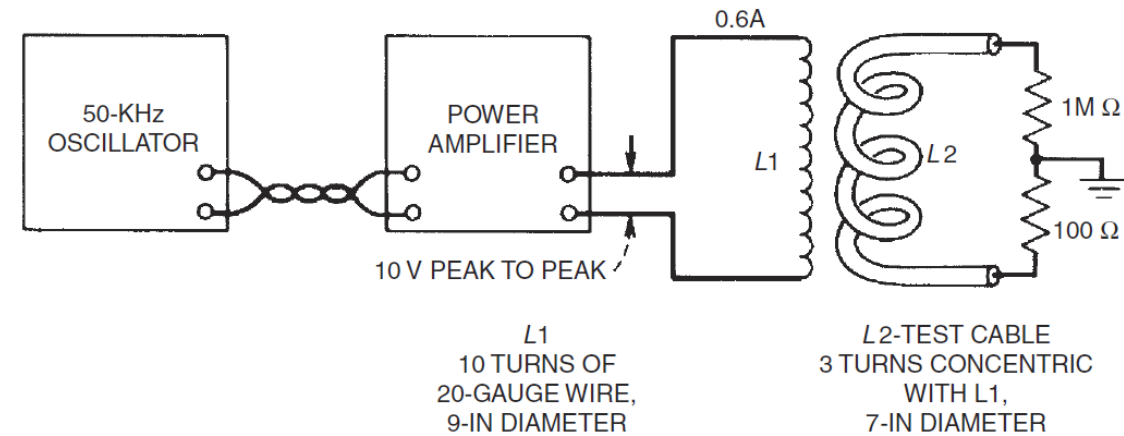 0.6A
50-KHz
OSCILLATOR
POWER
AMPLIFIER
L1
L2
1M Ω
100 Ω
10 V PEAK TO PEAK
L1
10 TURNS OF
20-GAUGE WIRE,
9-IN DIAMETER
L2-TEST CABLE
3 TURNS CONCENTRIC
WITH L1,
7-IN DIAMETER